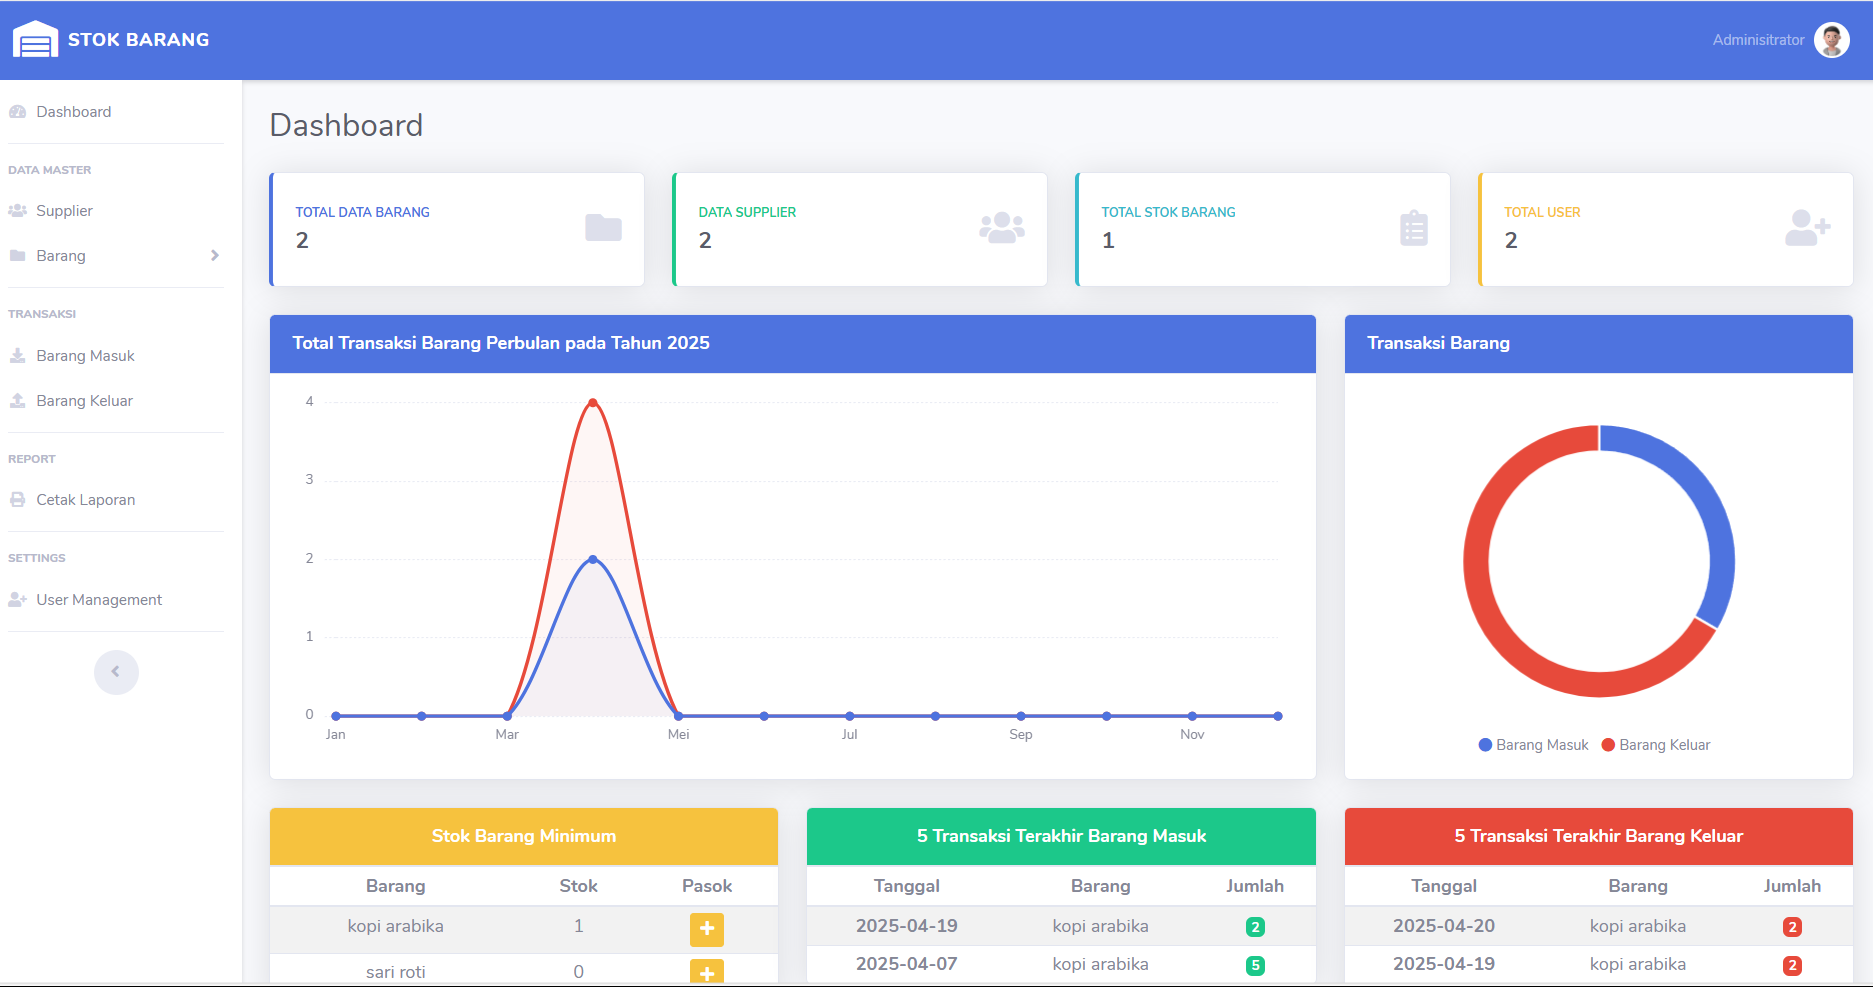 STOK BARANG
Adminisitrator
Dashboard
DATA MASTER
Supplier
Barang
TRANSAKSI
Barang Masuk
Barang Keluar
REPORT
Cetak Laporan
SETTINGS
User Management
Dashboard
TOTAL DATA BARANG
2
DATA SUPPLIER
2
TOTAL STOK BARANG
1
TOTAL USER
2
Total Transaksi Barang Perbulan pada Tahun 2025
4
3
2
1
0
Jan Mar Mei Jul Sep Nov
Transaksi Barang
Barang Masuk Barang Keluar
Stok Barang Minimum
Barang Stok Pasok
kopi arabika 1
sari roti 0
5 Transaksi Terakhir Barang Masuk
Tanggal Barang Jumlah
2025-04-19 kopi arabika 2
2025-04-07 kopi arabika 5
5 Transaksi Terakhir Barang Keluar
Tanggal Barang Jumlah
2025-04-20 kopi arabika 2
2025-04-19 kopi arabika 2